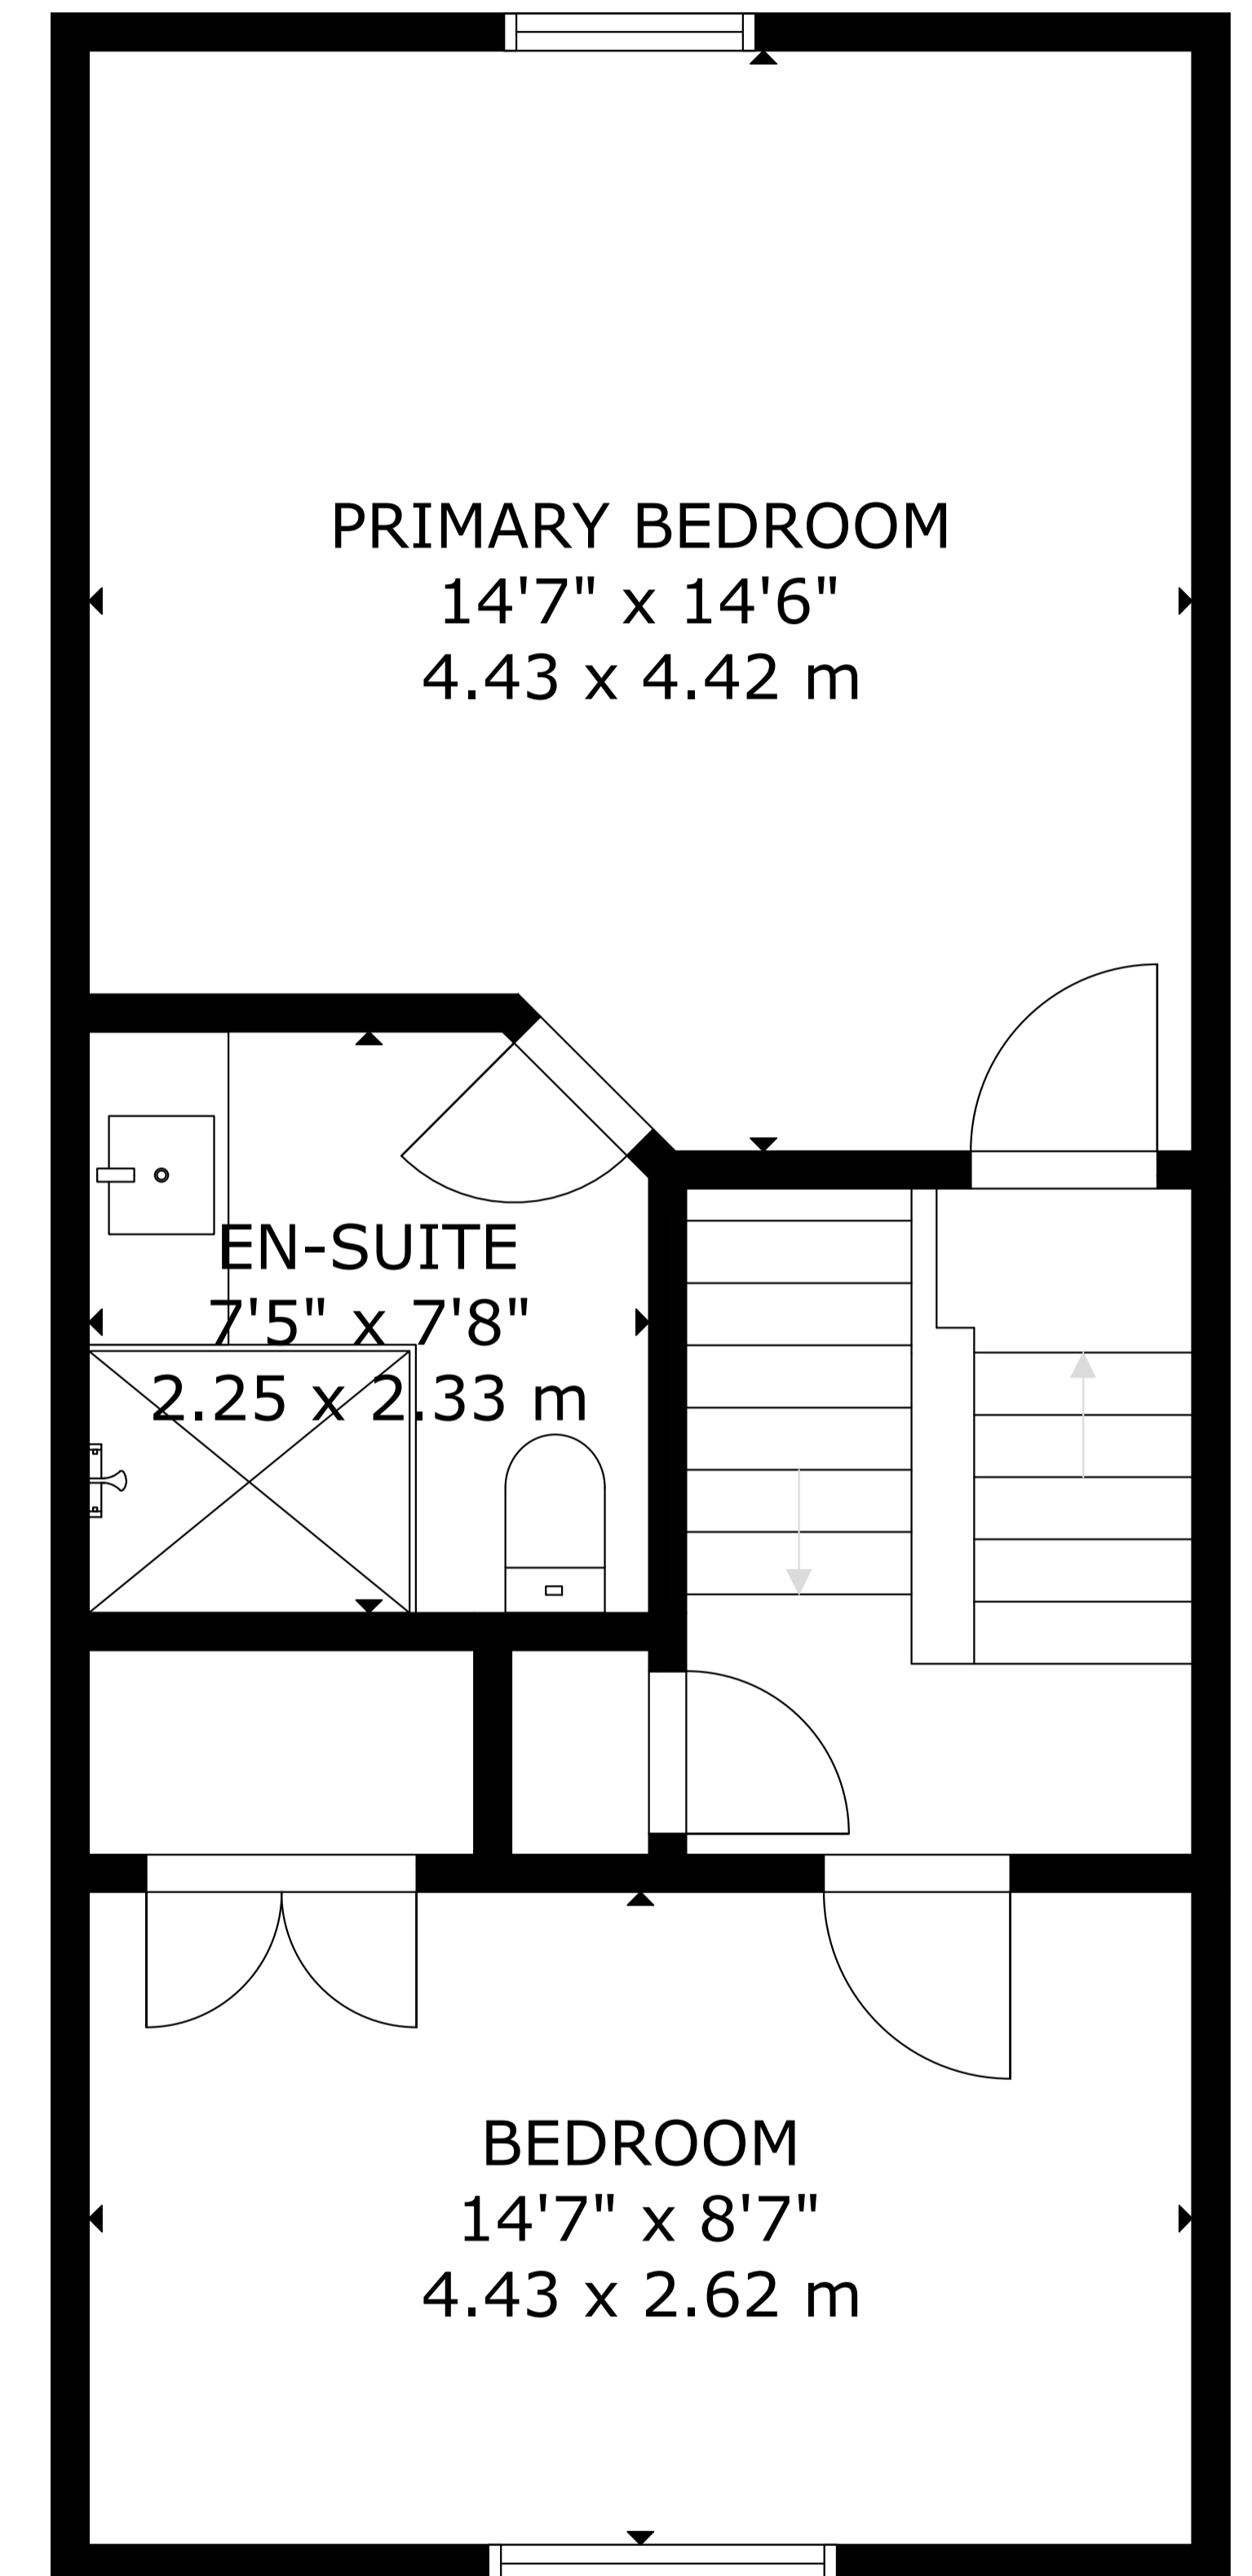 PRIMARY BEDROOM
14'7" x 14'6"
4.43 x 4.42 m
EN-SUITE
7'5" x 7'8"
2.25 x 2.33 m
BEDROOM
14'7" x 8'7"
4.43 x 2.62 m